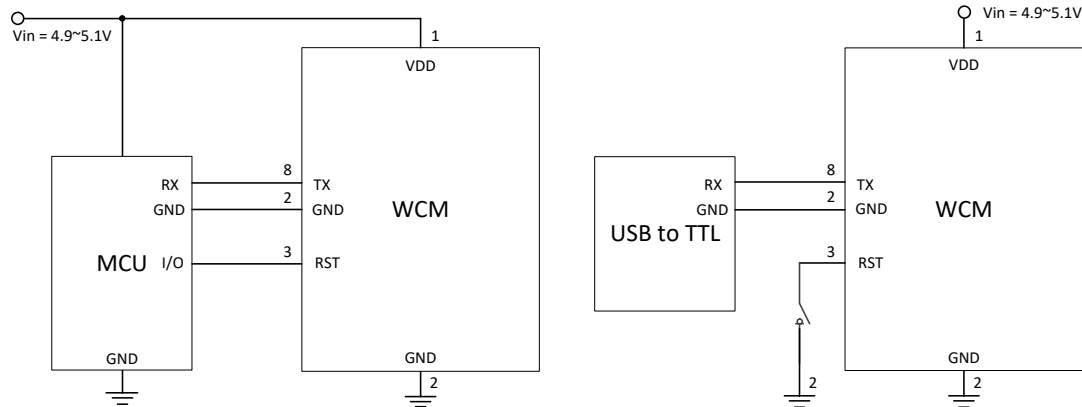 Vin = 4.9~5.1V
1
VDD
RX
8
TX
GND
2
GND
WCM
MCU
I/O
3
RST
GND
GND
2
Vin = 4.9~5.1V
1
VDD
RX
8
TX
GND
2
GND
WCM
USB to TTL
3
RST
2
GND
2